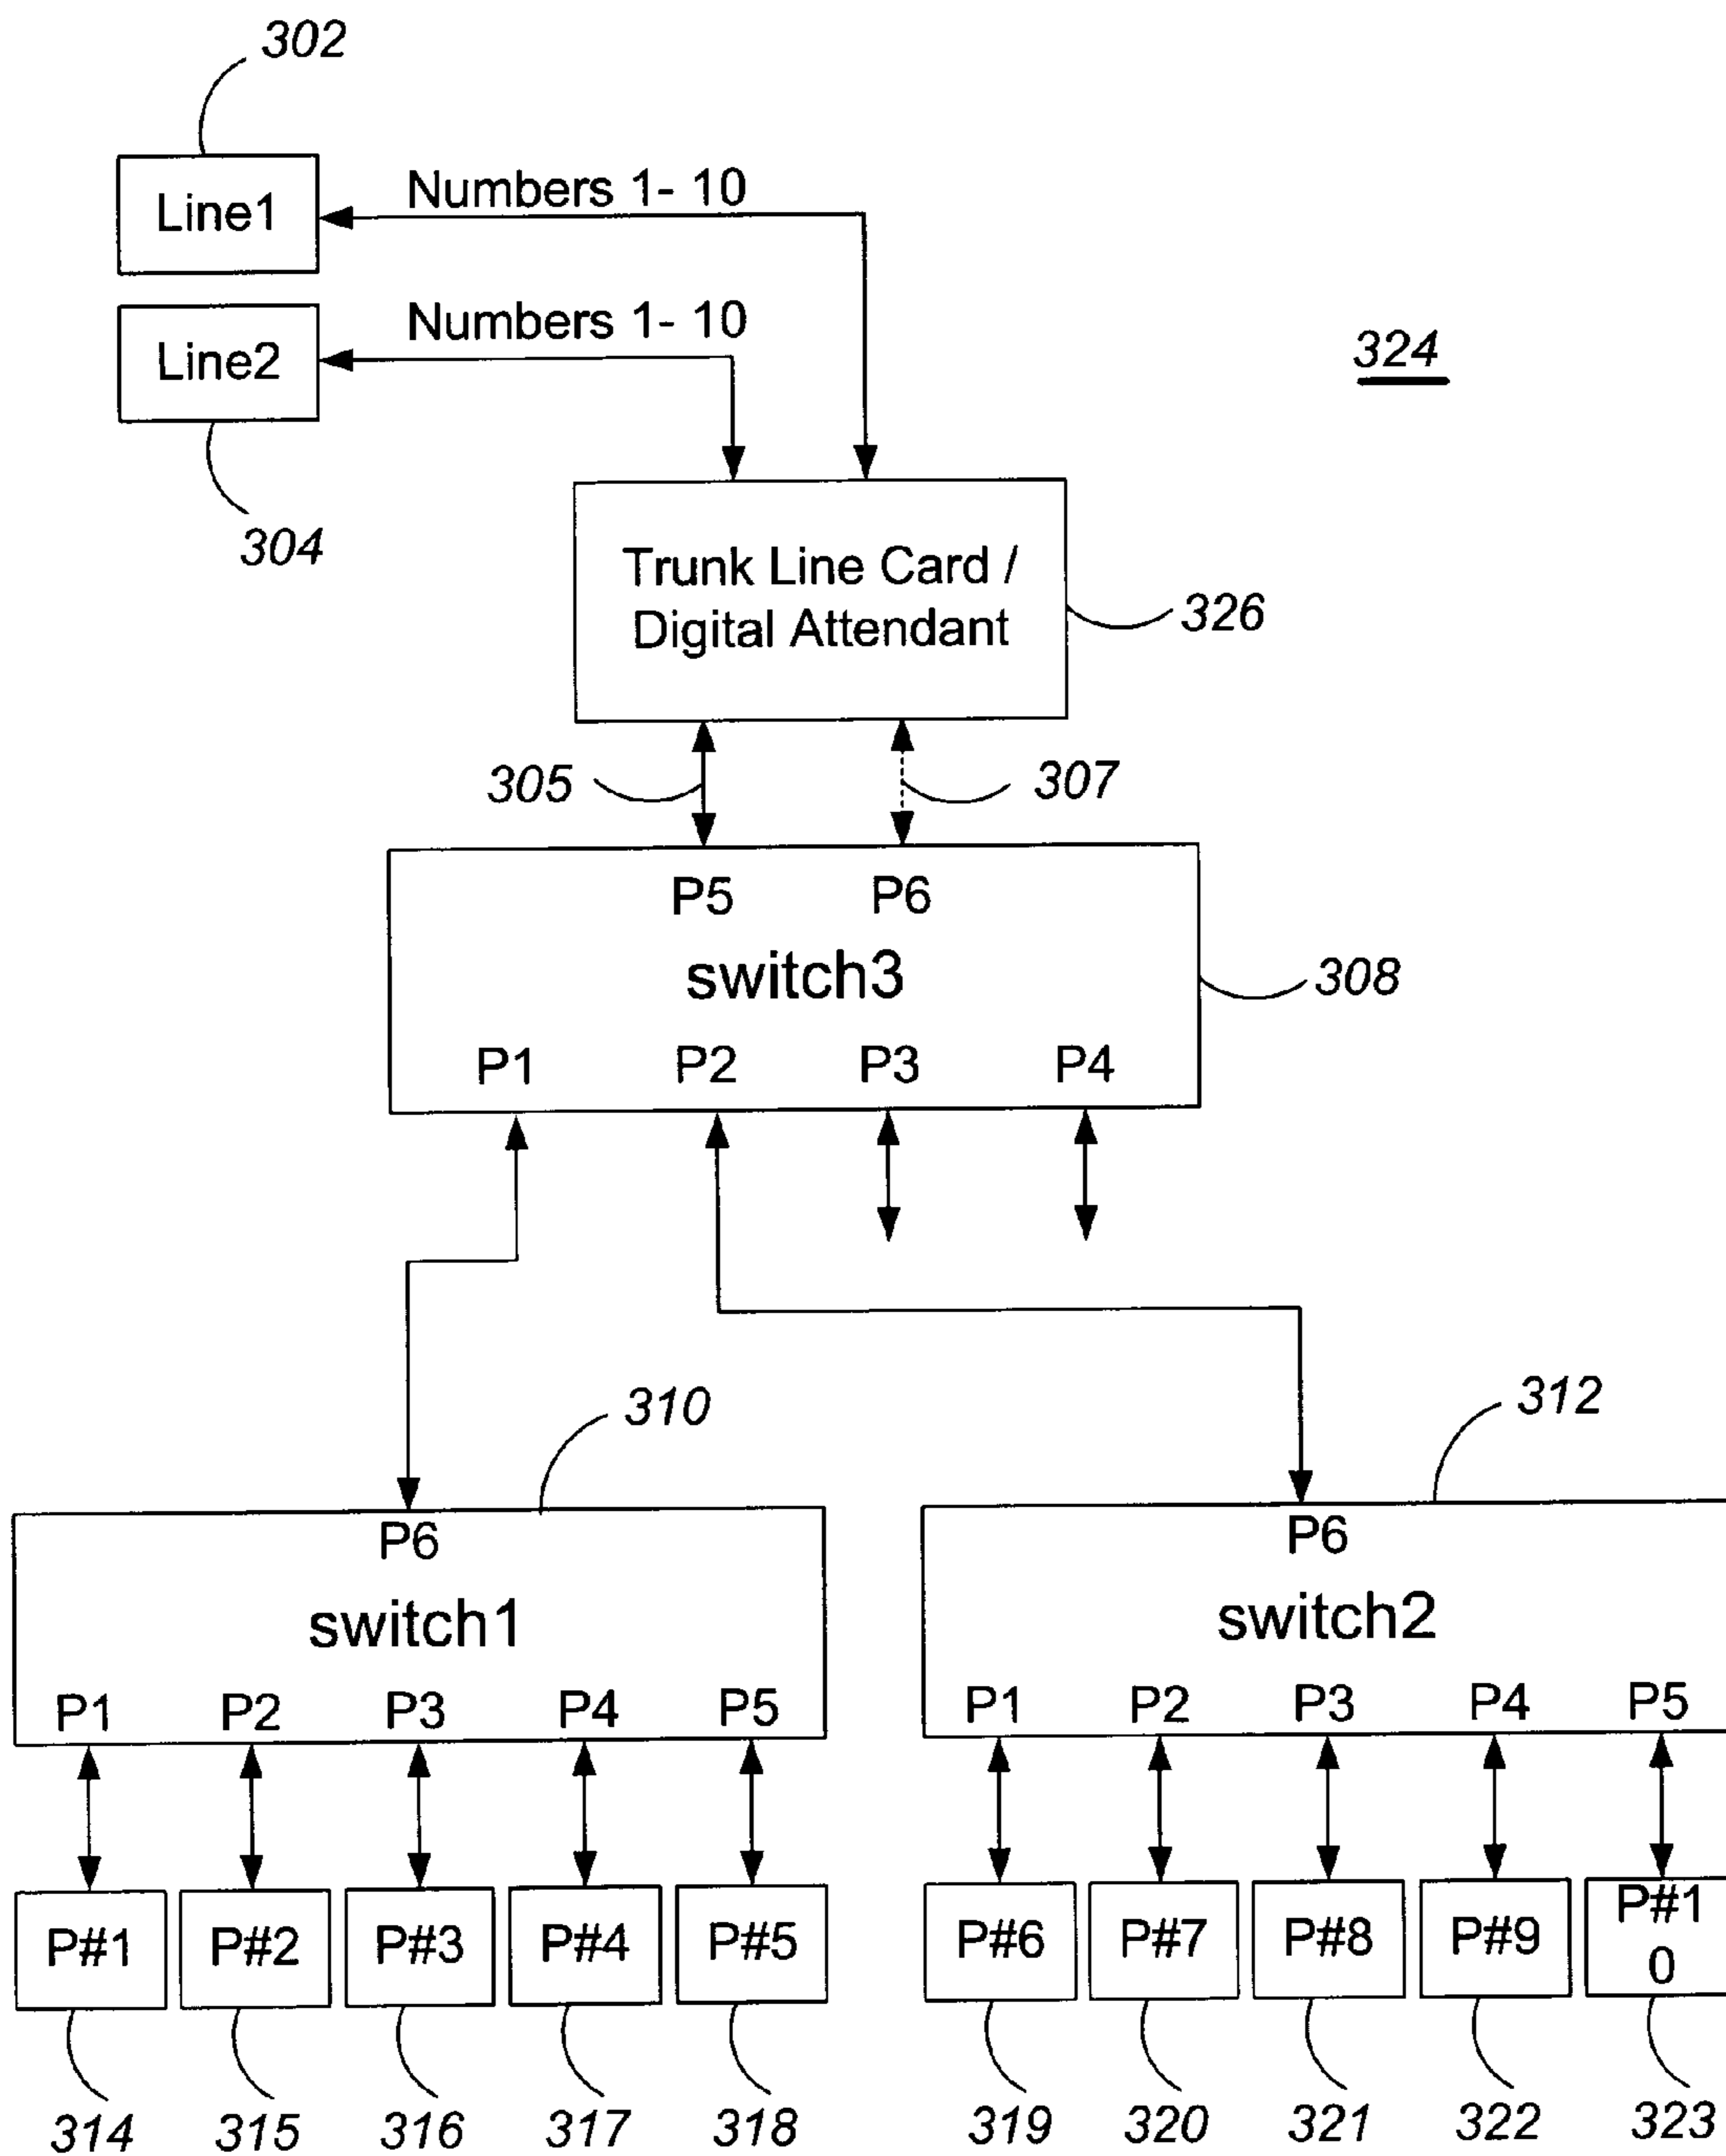 302
Line1
Numbers 1- 10
Line2
Numbers 1- 10
324
304
Trunk Line Card /
Digital Attendant
326
305
307
P5 P6
switch3
308
P1 P2 P3 P4
310
312
P6
switch1
P1 P2 P3 P4 P5
P6
switch2
P1 P2 P3 P4 P5
P#1 P#2 P#3 P#4 P#5
P#6 P#7 P#8 P#9 P#1
0
314 315 316 317 318
319 320 321 322 323